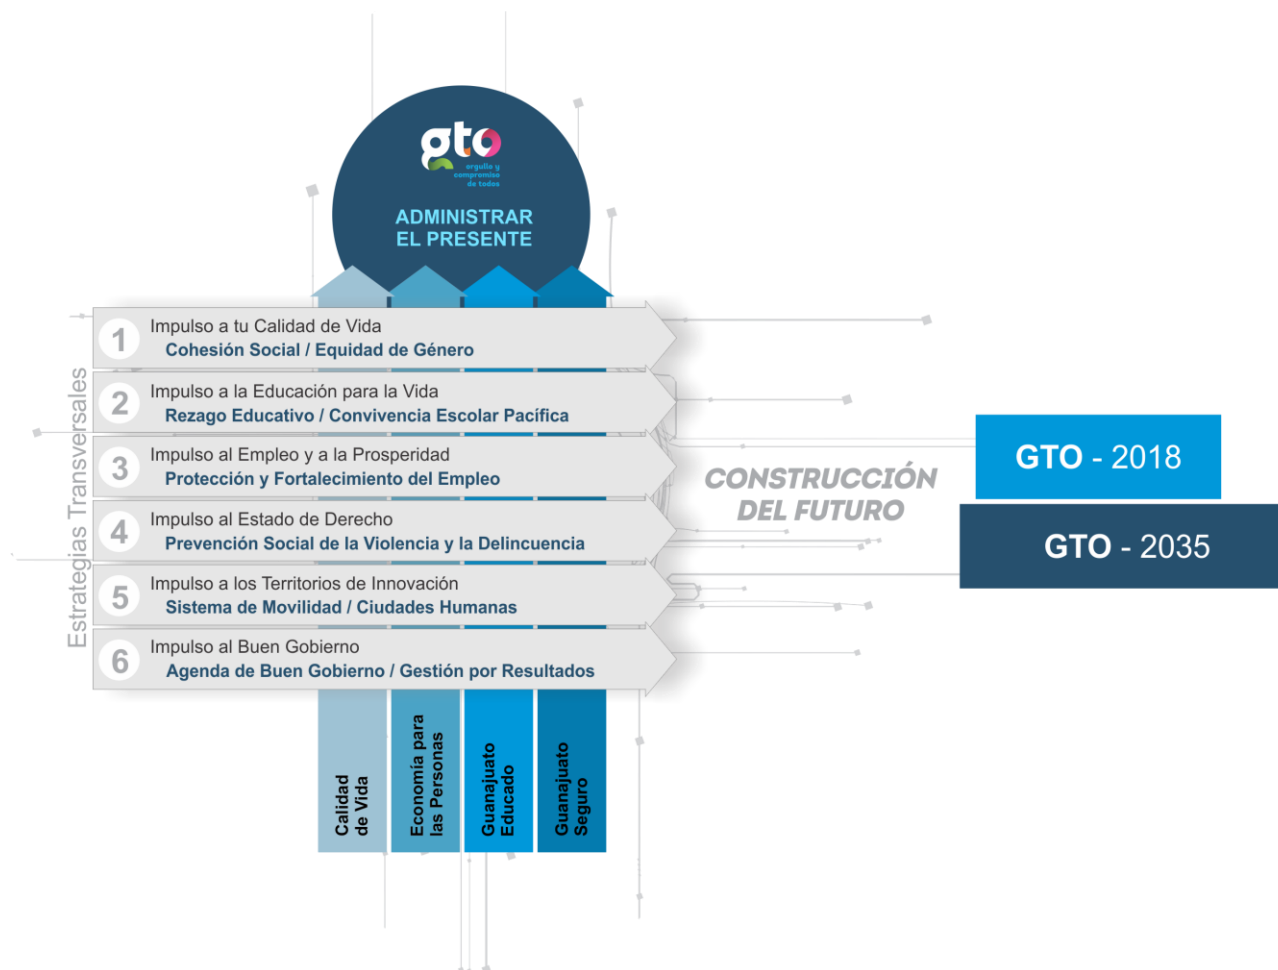 gto
orgullo y
compromiso
de todos
ADMINISTRAR
EL PRESENTE
Estrategias Transversales
1
Impulso a tu Calidad de Vida
Cohesión Social / Equidad de Género
2
Impulso a la Educación para la Vida
Rezago Educativo / Convivencia Escolar Pacífica
3
Impulso al Empleo y a la Prosperidad
Protección y Fortalecimiento del Empleo
4
Impulso al Estado de Derecho
Prevención Social de la Violencia y la Delincuencia
5
Impulso a los Territorios de Innovación
Sistema de Movilidad / Ciudades Humanas
6
Impulso al Buen Gobierno
Agenda de Buen Gobierno / Gestión por Resultados
CONSTRUCCIÓN
DEL FUTURO
GTO - 2018
GTO - 2035
Calidad
de Vida
Economía para
las Personas
Guanajuato
Educado
Guanajuato
Seguro